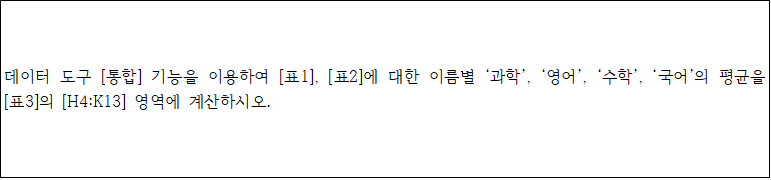 데이터 도구 [통합] 기능을 이용하여 [표1], [표2]에 대한 이름별 ‘과학’, ‘영어’, ‘수학’, ‘국어’의 평균을
[표3]의 [H4:K13] 영역에 계산하시오.